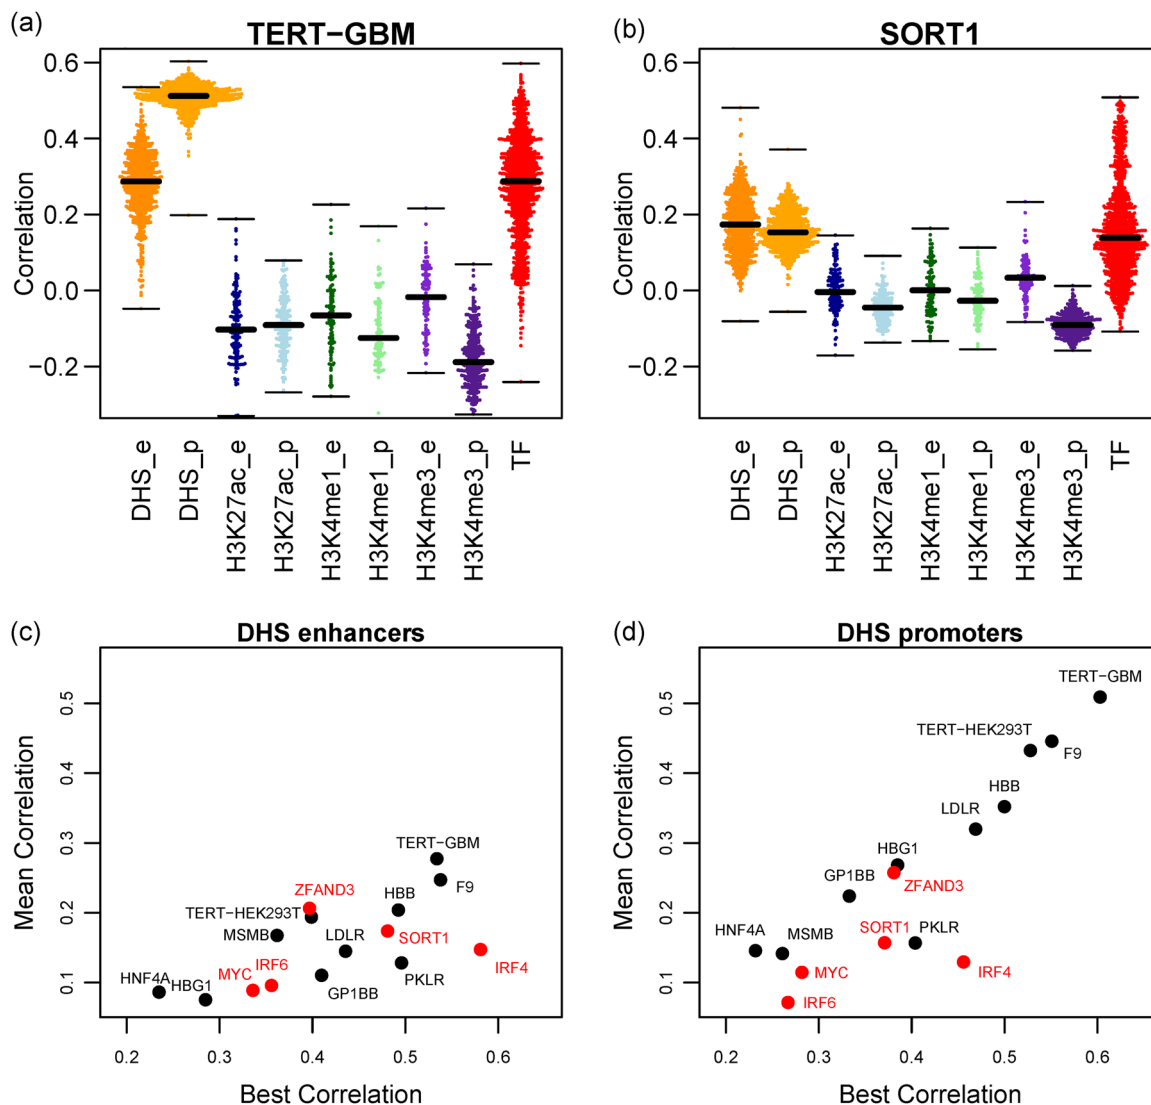 (a)
TERT−GBM
Correlation
0.6
0.4
0.2
0.0
−0.2
DHS_e
DHS_p
H3K27ac_e
H3K27ac_p
H3K4me1_e
H3K4me1_p
H3K4me3_e
H3K4me3_p
TF
(b)
SORT1
Correlation
0.6
0.4
0.2
0.0
−0.2
DHS_e
DHS_p
H3K27ac_e
H3K27ac_p
H3K4me1_e
H3K4me1_p
H3K4me3_e
H3K4me3_p
TF
(c)
DHS enhancers
Mean Correlation
0.5
0.4
0.3
0.2
0.1
TERT−GBM
F9
ZFAND3
HBB
TERT−HEK293T
SORT1
MSMB
LDLR
IRF4
PKLR
GP1BB
IRF6
MYC
HNF4A
HBG1
0.2
0.3
0.4
0.5
0.6
Best Correlation
(d)
DHS promoters
Mean Correlation
0.5
0.4
0.3
0.2
0.1
TERT−GBM
TERT−HEK293T
F9
HBB
LDLR
HBG1
ZFAND3
GP1BB
SORT1
PKLR
HNF4A
MSMB
IRF4
MYC
IRF6
0.2
0.3
0.4
0.5
0.6
Best Correlation